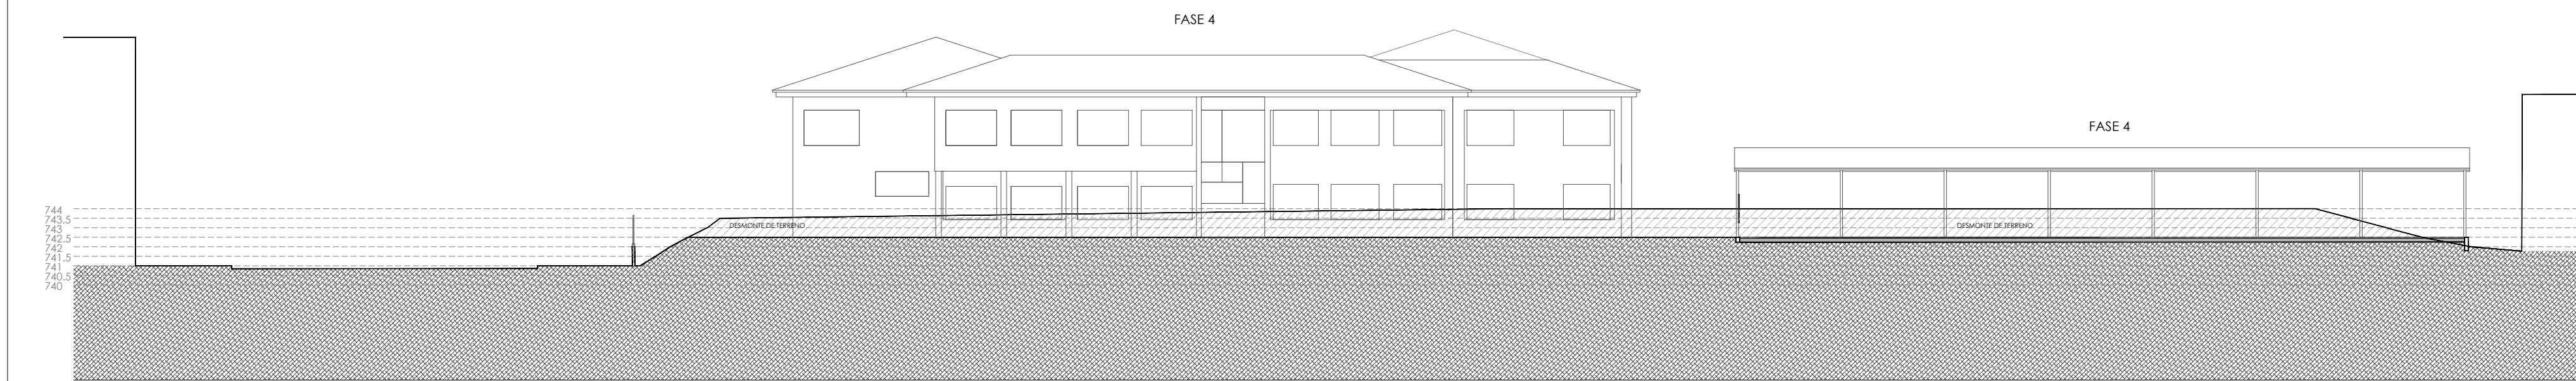 FASE 4
FASE 4
744
743.5
743
742.5
742
741.5
741
740.5
740
DESMONTE DE TERRENO
DESMONTE DE TERRENO